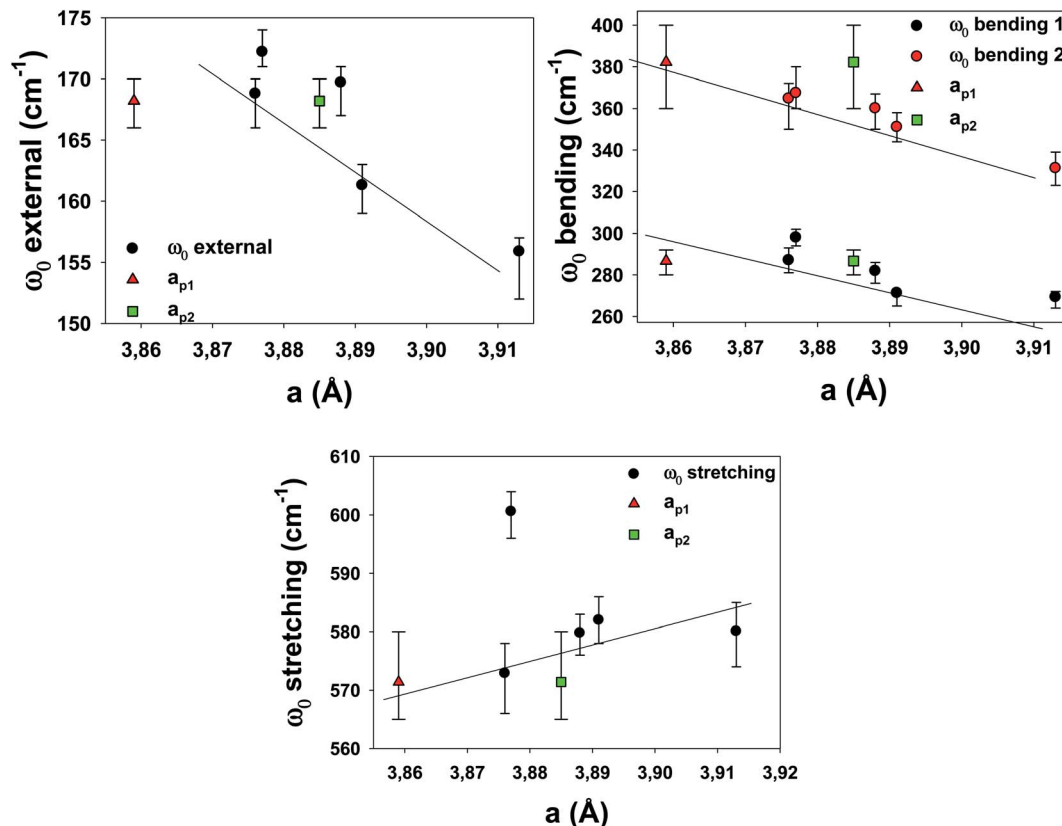 175
170
165
160
155
150
ω₀ external (cm⁻¹)
ω₀ external
aₚ₁
aₚ₂
3,86 3,87 3,88 3,89 3,90 3,91
a (Å)
400
380
360
340
320
300
280
260
ω₀ bending (cm⁻¹)
ω₀ bending 1
ω₀ bending 2
aₚ₁
aₚ₂
3,86 3,87 3,88 3,89 3,90 3,91
a (Å)
610
600
590
580
570
560
ω₀ stretching (cm⁻¹)
ω₀ stretching
aₚ₁
aₚ₂
3,86 3,87 3,88 3,89 3,90 3,91 3,92
a (Å)